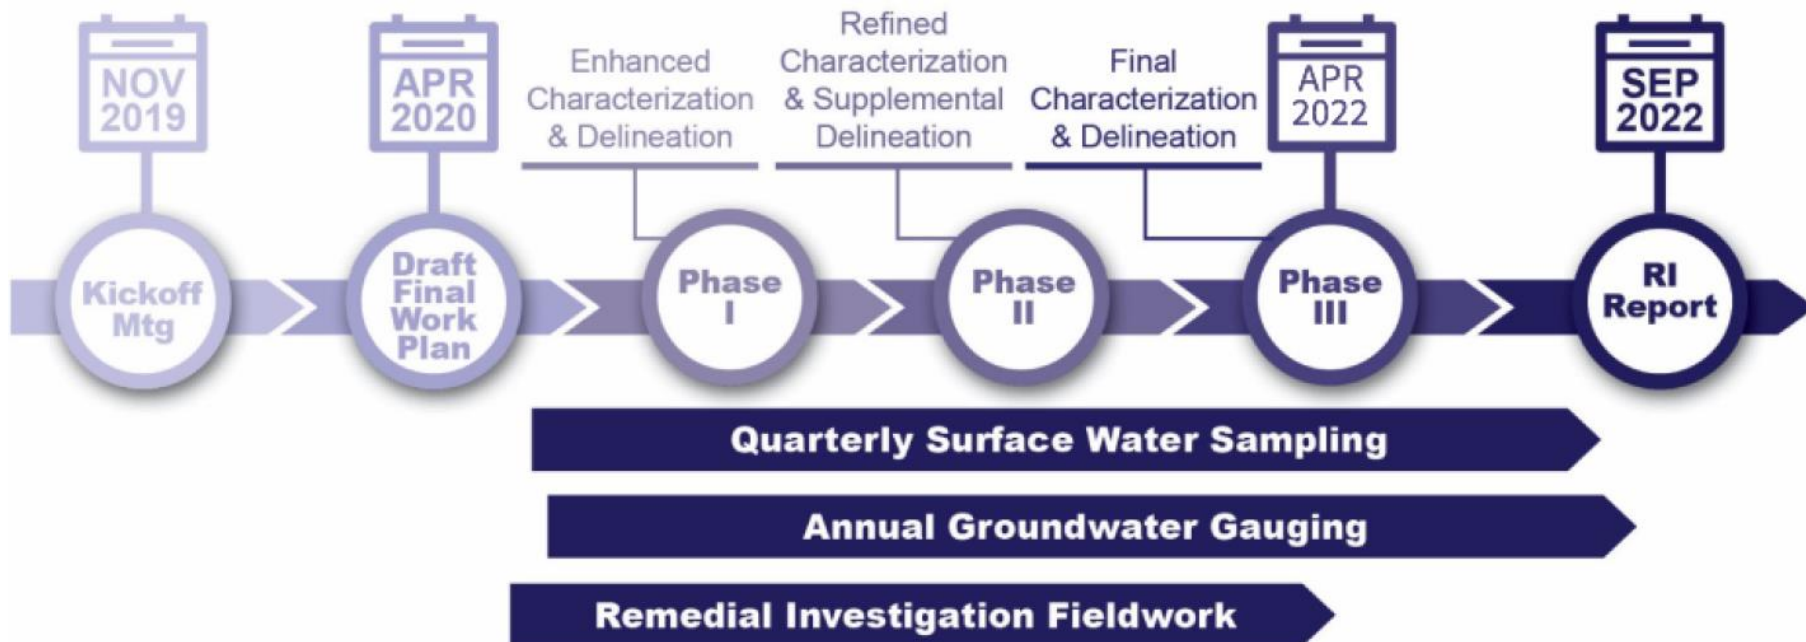 NOV
2019
APR
2020
Enhanced
Characterization
& Delineation
Refined
Characterization
& Supplemental
Delineation
Final
Characterization
& Delineation
APR
2022
SEP
2022
Kickoff
Mtg
Draft
Final
Work
Plan
Phase
I
Phase
II
Phase
III
RI
Report
Quarterly Surface Water Sampling
Annual Groundwater Gauging
Remedial Investigation Fieldwork